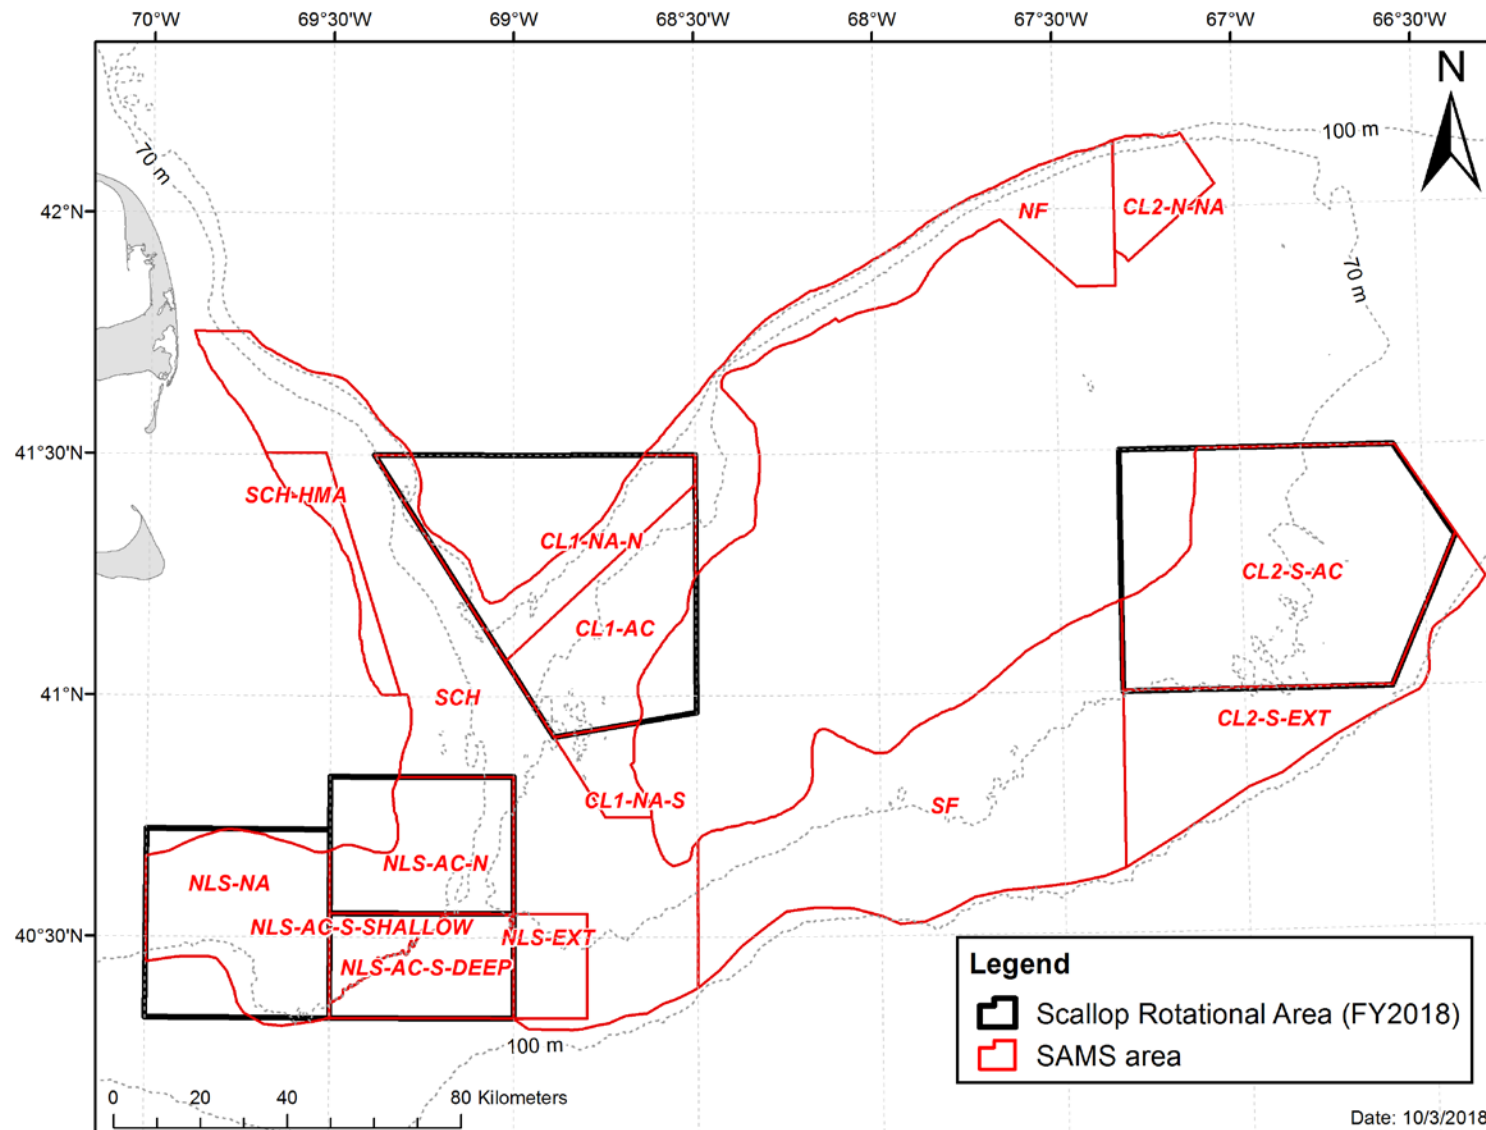 70°W 69°30'W 69°W 68°30'W 68°W 67°30'W 67°W 66°30'W
N
100 m
70 m
42°N
NF
CL2-N-NA
70 m
41°30'N
SCH-HMA
CL1-NA-N
CL2-S-AC
CL1-AC
41°N
SCH
CL2-S-EXT
CL1-NA-S
SF
NLS-AC-N
NLS-NA
NLS-AC-S-SHALLOW
40°30'N
NLS-EXT
NLS-AC-S-DEEP
Legend
Scallop Rotational Area (FY2018)
SAMS area
100 m
0 20 40 80 Kilometers
Date: 10/3/2018